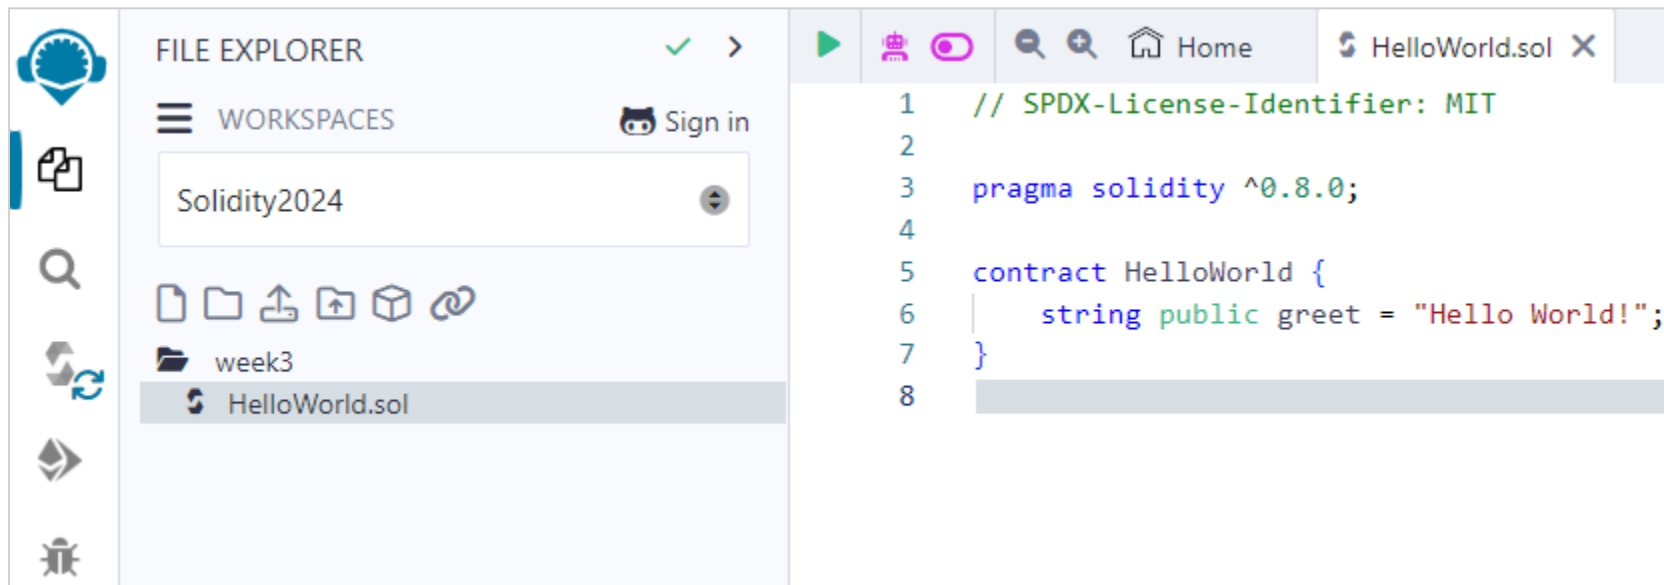 FILE EXPLORER
WORKSPACES
Sign in
Solidity2024
week3
HelloWorld.sol
Home
HelloWorld.sol
1 // SPDX-License-Identifier: MIT
2
3 pragma solidity ^0.8.0;
4
5 contract HelloWorld {
6 string public greet = "Hello World!";
7 }
8